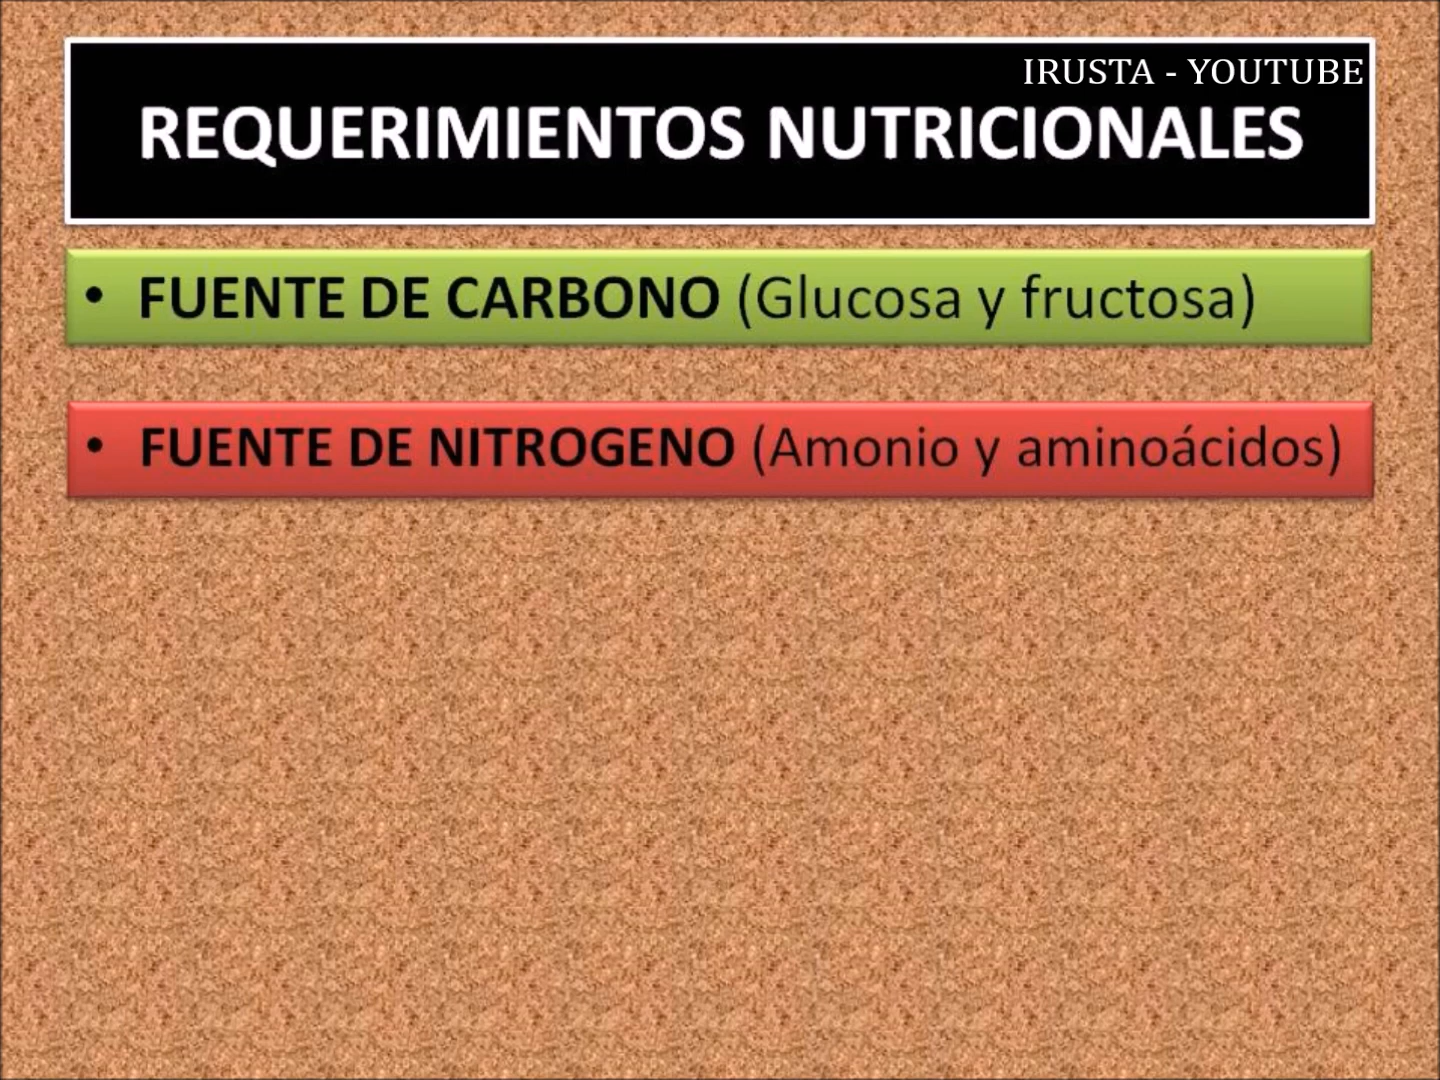 IRUSTA - YOUTUBE
REQUERIMIENTOS NUTRICIONALES
• FUENTE DE CARBONO (Glucosa y fructosa)
• FUENTE DE NITROGENO (Amonio y aminoácidos)